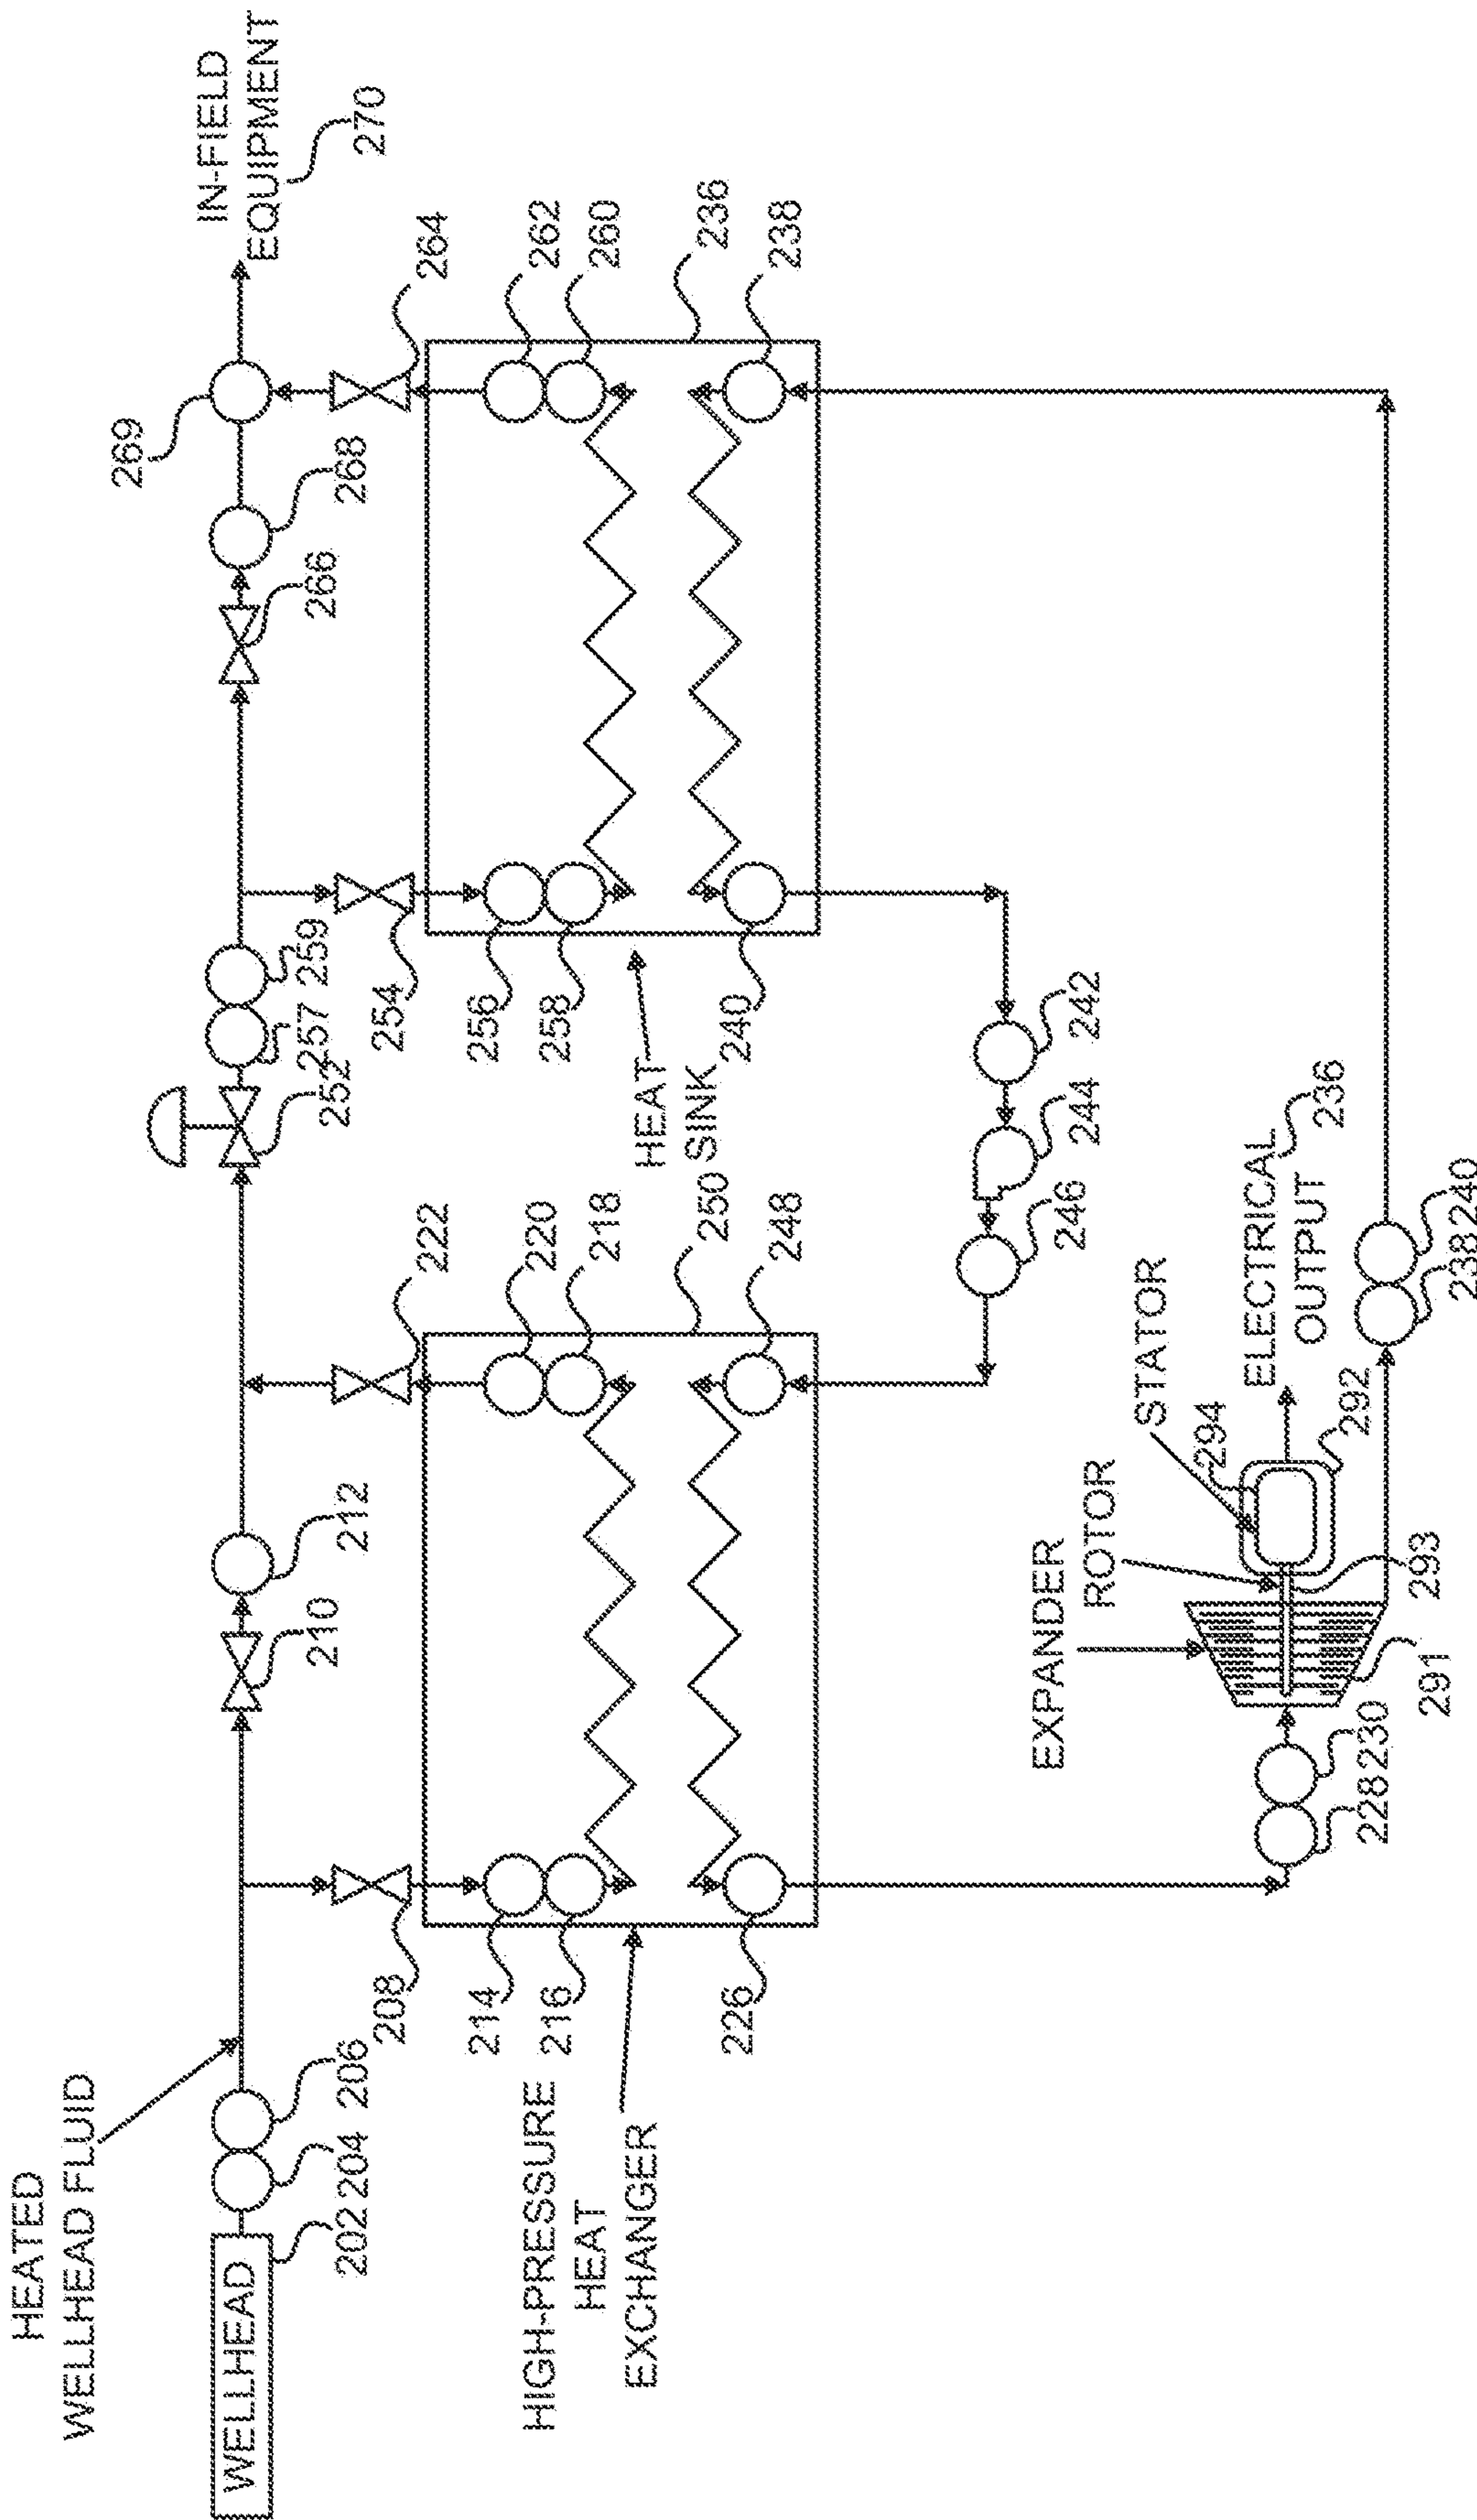 HEATED
WELLHEAD FLUID
WELLHEAD
202
204
206
210
212
252
257
259
266
268
269
IN-FIELD
EQUIPMENT
270
208
222
254
264
214
216
220
218
256
258
262
260
HIGH-PRESSURE
HEAT
EXCHANGER
250
HEAT
SINK
236
226
248
240
238
246
244
242
EXPANDER
ROTOR
STATOR
294
ELECTRICAL
OUTPUT
236
228
230
291
293
292
238
240